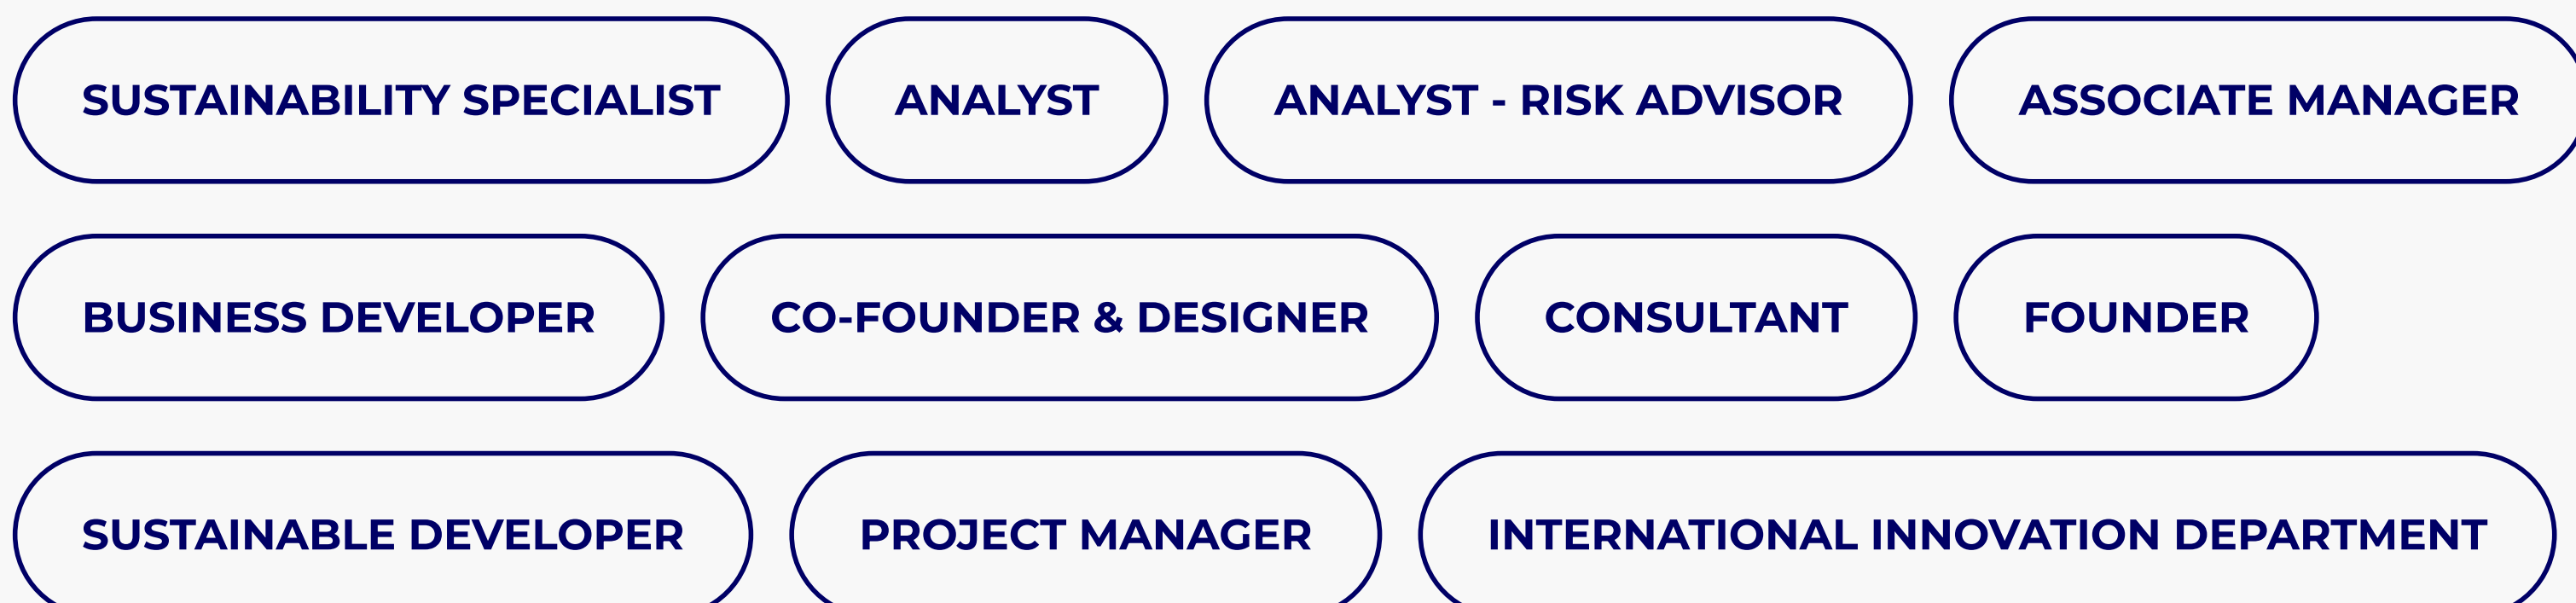 SUSTAINABILITY SPECIALIST
ANALYST
ANALYST - RISK ADVISOR
ASSOCIATE MANAGER
BUSINESS DEVELOPER
CO-FOUNDER & DESIGNER
CONSULTANT
FOUNDER
SUSTAINABLE DEVELOPER
PROJECT MANAGER
INTERNATIONAL INNOVATION DEPARTMENT